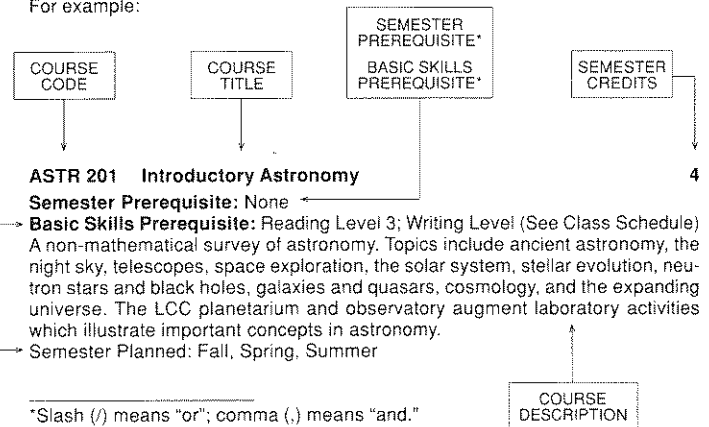 For example:
SEMESTER
PREREQUISITE*
BASIC SKILLS
PREREQUISITE*
COURSE
CODE
COURSE
TITLE
SEMESTER
CREDITS
ASTR 201 Introductory Astronomy 4
Semester Prerequisite: None
Basic Skills Prerequisite: Reading Level 3; Writing Level (See Class Schedule)
A non-mathematical survey of astronomy. Topics include ancient astronomy, the
night sky, telescopes, space exploration, the solar system, stellar evolution, neu-
tron stars and black holes, galaxies and quasars, cosmology, and the expanding
universe. The LCC planetarium and observatory augment laboratory activities
which illustrate important concepts in astronomy.
Semester Planned: Fall, Spring, Summer
*Slash (/) means "or"; comma (,) means "and."
COURSE
DESCRIPTION